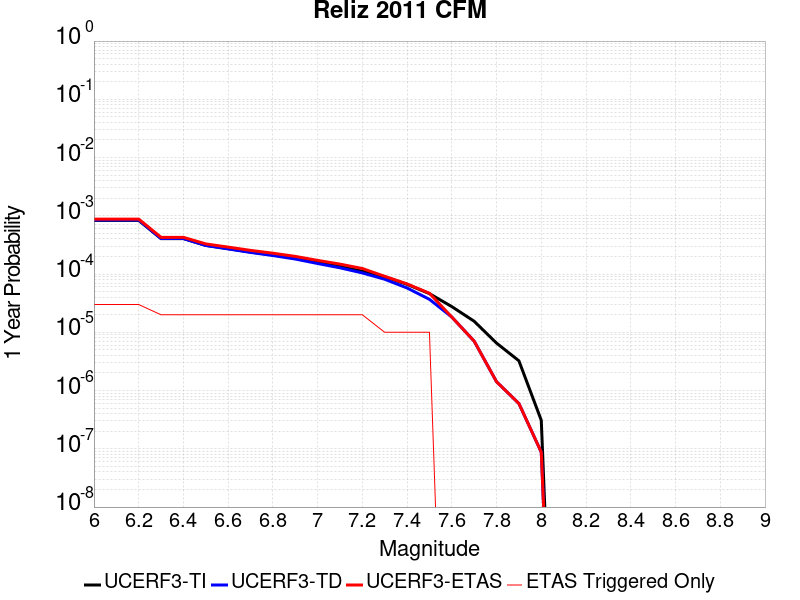 Reliz 2011 CFM
10^0
10^-1
10^-2
10^-3
10^-4
10^-5
10^-6
10^-7
10^-8
1 Year Probability
6 6.2 6.4 6.6 6.8 7 7.2 7.4 7.6 7.8 8 8.2 8.4 8.6 8.8 9
Magnitude
UCERF3-TI UCERF3-TD UCERF3-ETAS ETAS Triggered Only